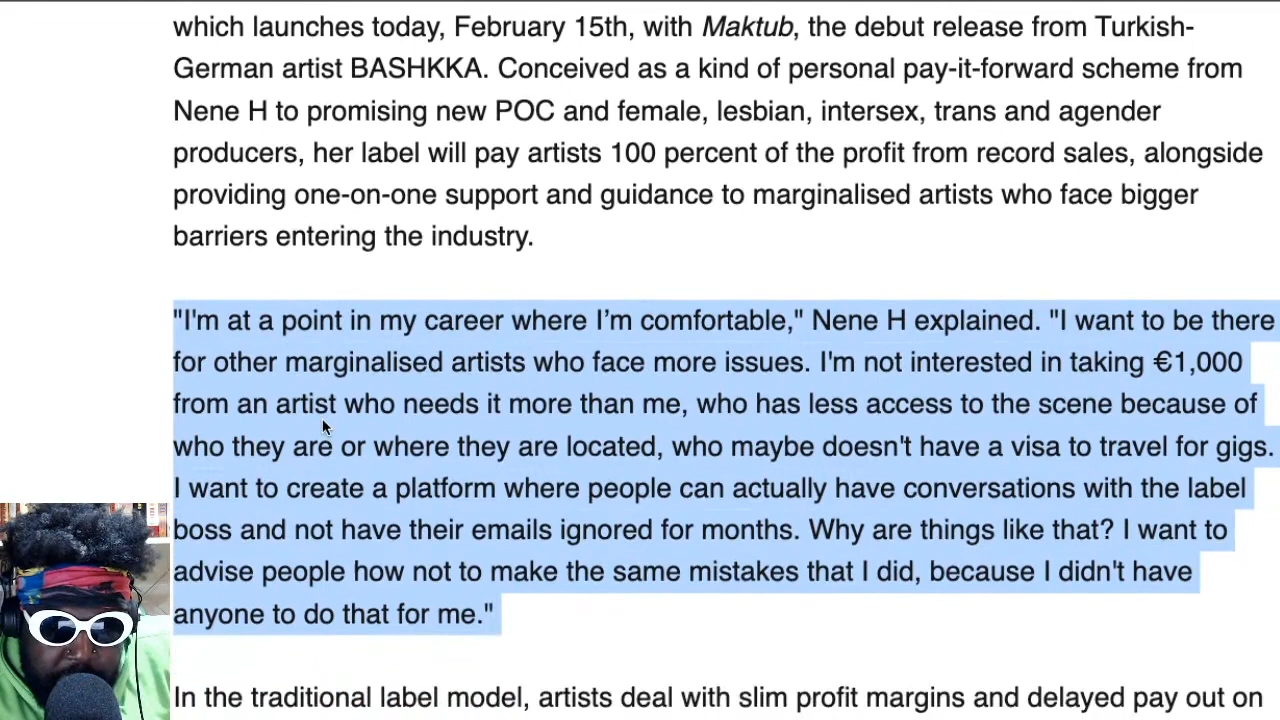 which launches today, February 15th, with Maktub, the debut release from Turkish-
German artist BASHKKA. Conceived as a kind of personal pay-it-forward scheme from
Nene H to promising new POC and female, lesbian, intersex, trans and agender
producers, her label will pay artists 100 percent of the profit from record sales, alongside
providing one-on-one support and guidance to marginalised artists who face bigger
barriers entering the industry.
"I'm at a point in my career where I’m comfortable," Nene H explained. "I want to be there
for other marginalised artists who face more issues. I'm not interested in taking €1,000
from an artist who needs it more than me, who has less access to the scene because of
who they are or where they are located, who maybe doesn't have a visa to travel for gigs.
I want to create a platform where people can actually have conversations with the label
boss and not have their emails ignored for months. Why are things like that? I want to
advise people how not to make the same mistakes that I did, because I didn't have
anyone to do that for me."
In the traditional label model, artists deal with slim profit margins and delayed pay out on